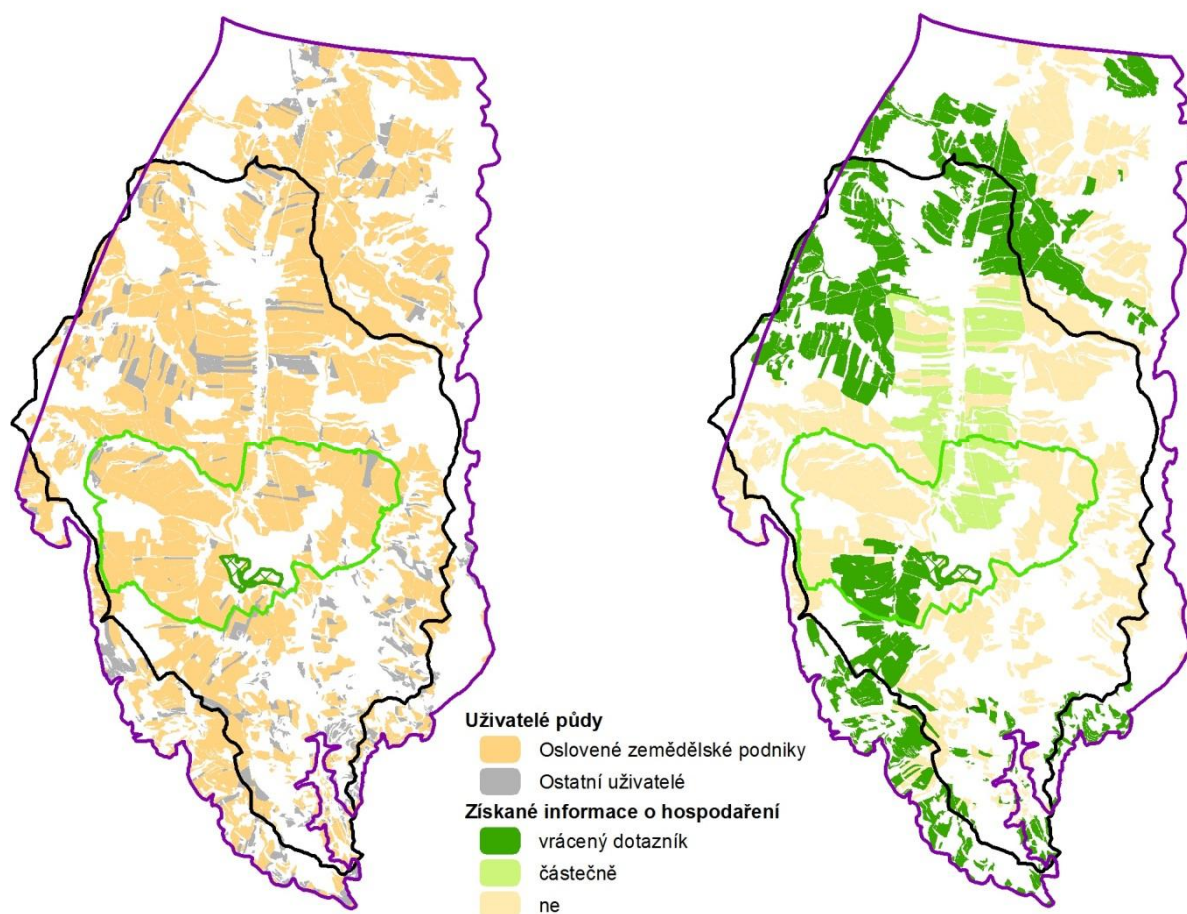 Uživatelé půdy
Oslovené zemědělské podniky
Ostatní uživatelé
Získané informace o hospodaření
vrácený dotazník
částečně
ne